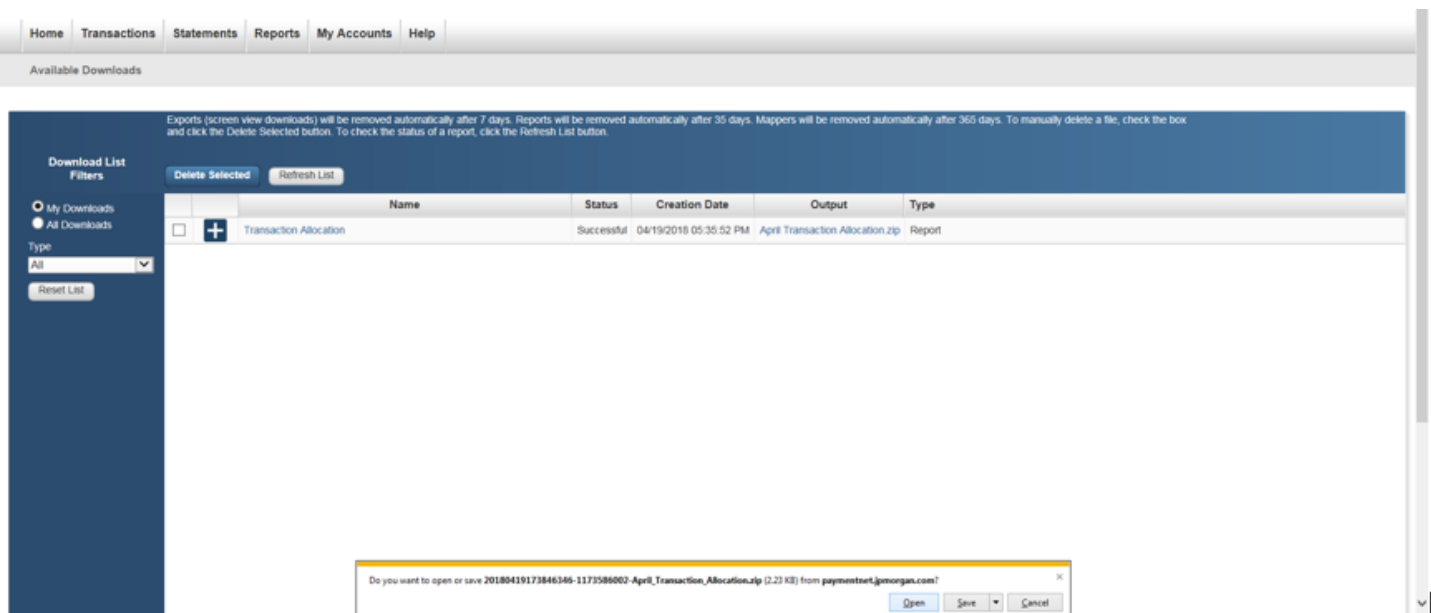 Home Transactions Statements Reports My Accounts Help
Available Downloads
Exports (screen view downloads) will be removed automatically after 7 days. Reports will be removed automatically after 35 days. Mappers will be removed automatically after 365 days. To manually delete a file, check the box
and click the Delete Selected button. To check the status of a report, click the Refresh List button.
Download List
Filters
Delete Selected Refresh List
My Downloads
All Downloads
Type
All
Reset List
Name Status Creation Date Output Type
Transaction Allocation Successful 04/19/2018 05:35:52 PM April Transaction Allocation.zip Report
Do you want to open or save 20180419173846346-1173586002-April_Transaction_Allocation.zip (2.23 KB) from paymentnet.jpmorgan.com?
Open Save Cancel